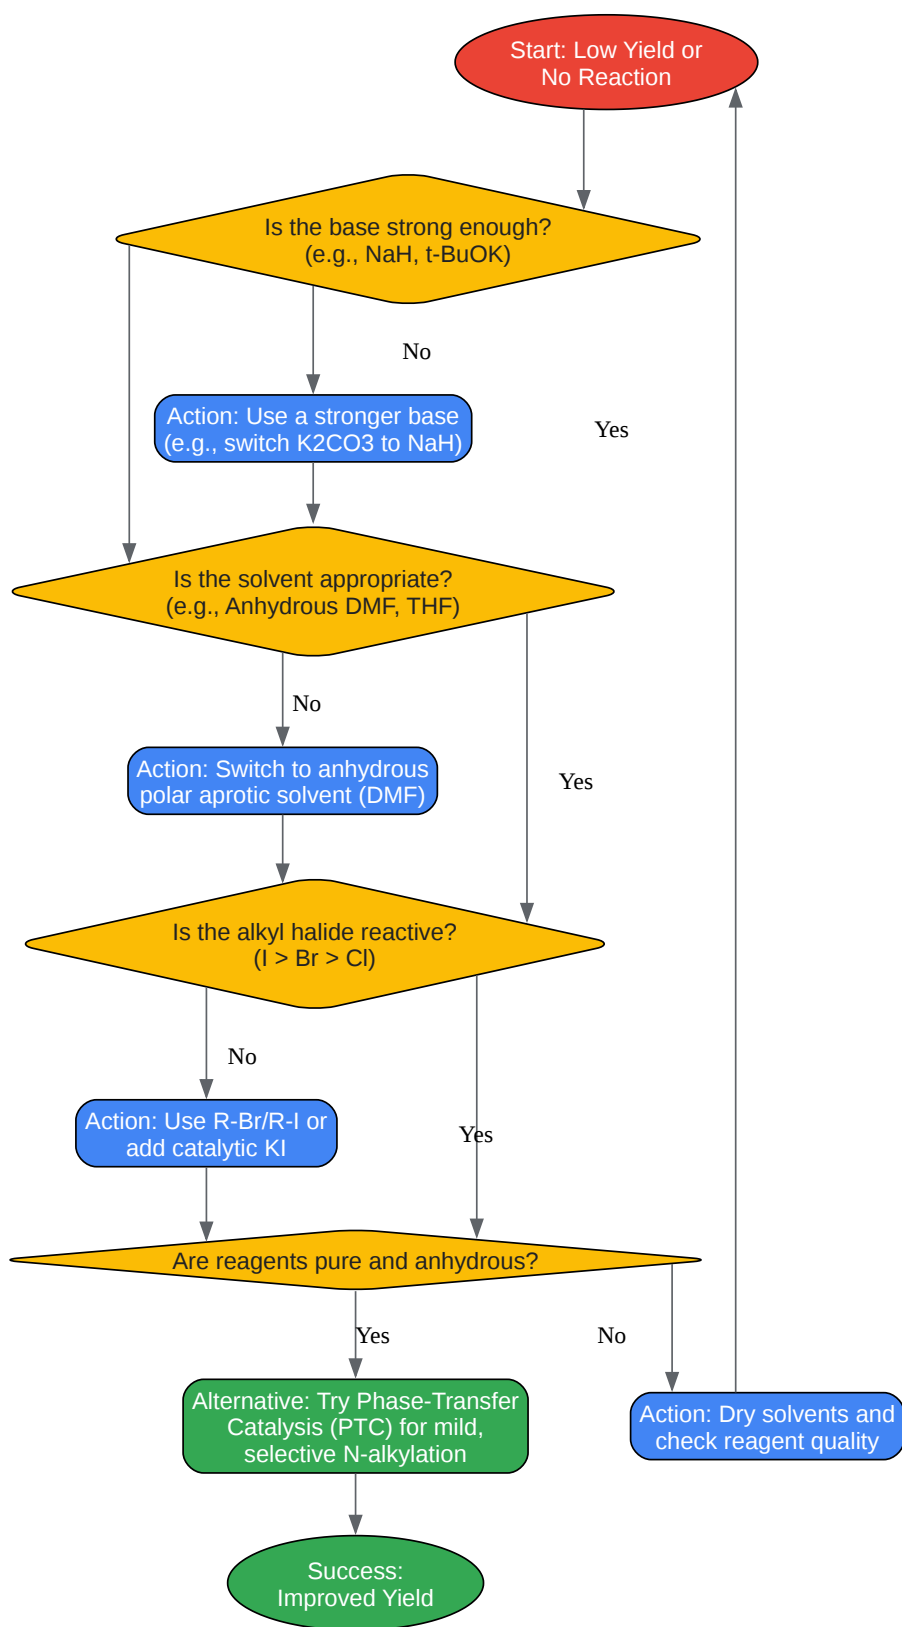 Start: Low Yield or
No Reaction
Is the base strong enough?
(e.g., NaH, t-BuOK)
No
Action: Use a stronger base
(e.g., switch K2CO3 to NaH)
Yes
Is the solvent appropriate?
(e.g., Anhydrous DMF, THF)
No
Action: Switch to anhydrous
polar aprotic solvent (DMF)
Yes
Is the alkyl halide reactive?
(I > Br > Cl)
No
Action: Use R-Br/R-I or
add catalytic KI
Yes
Are reagents pure and anhydrous?
Yes
No
Alternative: Try Phase-Transfer
Catalysis (PTC) for mild,
selective N-alkylation
Action: Dry solvents and
check reagent quality
Success:
Improved Yield